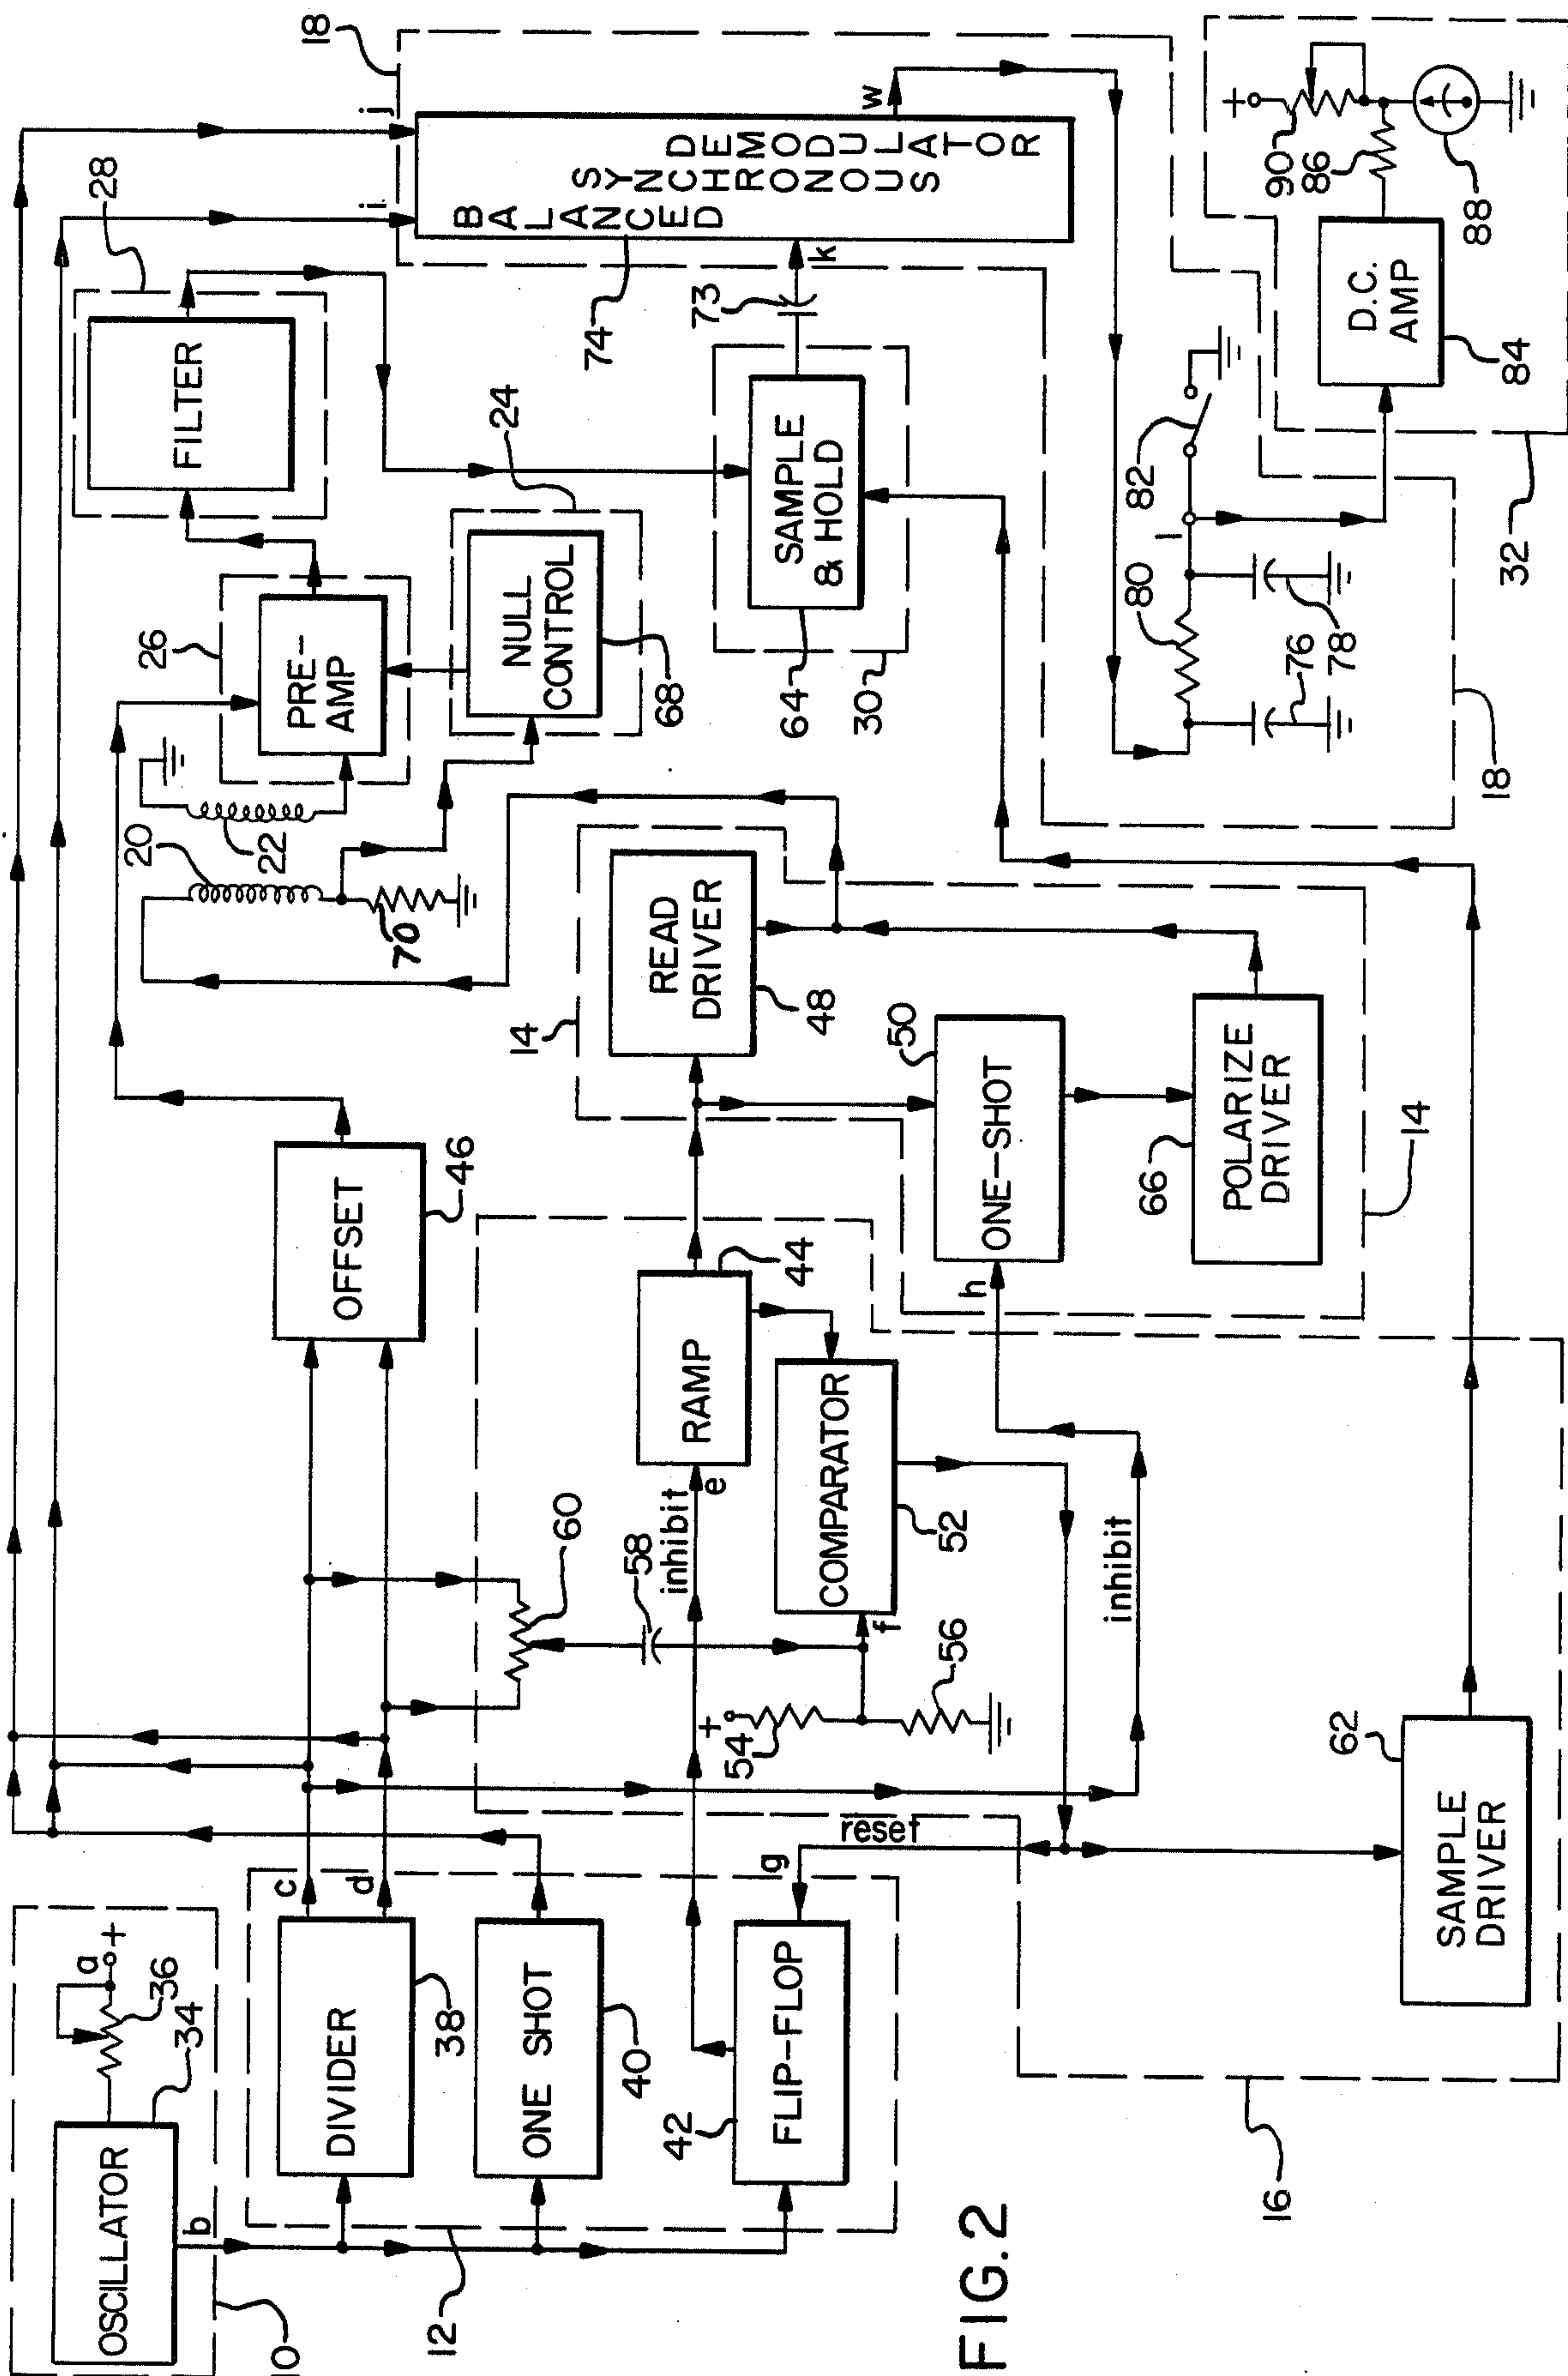 10
OSCILLATOR
34
36
a
+
b
12
DIVIDER
38
c
d
ONE SHOT
40
FLIP-FLOP
42
g
reset
OFFSET
46
60
58
inhibit
e
RAMP
44
COMPARATOR
52
f
+
54
56
inhibit
h
16
SAMPLE
DRIVER
62
14
READ
DRIVER
48
ONE-SHOT
50
POLARIZE
DRIVER
66
14
20
22
70
PRE-
AMP
26
NULL
CONTROL
68
24
FILTER
28
SAMPLE
& HOLD
64
30
73
k
i
j
18
BALANCED
SYNCHRONOUS
DEMODULATOR
74
w
80
76
78
l
82
18
D.C.
AMP
84
86
90
+
88
32
FIG.2